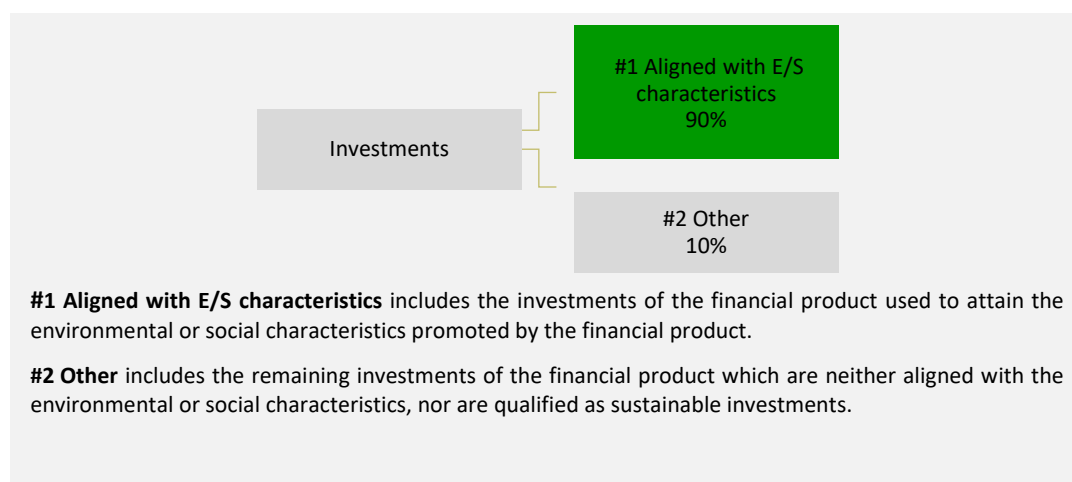 #1 Aligned with E/S
characteristics
90%
Investments
#2 Other
10%
#1 Aligned with E/S characteristics includes the investments of the financial product used to attain the
environmental or social characteristics promoted by the financial product.
#2 Other includes the remaining investments of the financial product which are neither aligned with the
environmental or social characteristics, nor are qualified as sustainable investments.